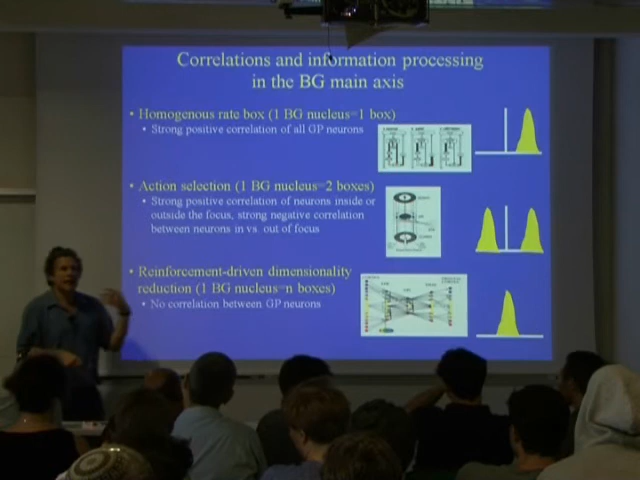 Correlations and information processing
in the BG main axis
• Homogenous rate box (1 BG nucleus=1 box)
• Strong positive correlation of all GP neurons
• Action selection (1 BG nucleus=2 boxes)
• Strong positive correlation of neurons inside or
outside the focus, strong negative correlation
between neurons in vs. out of focus
• Reinforcement-driven dimensionality
reduction (1 BG nucleus=n boxes)
• No correlation between GP neurons